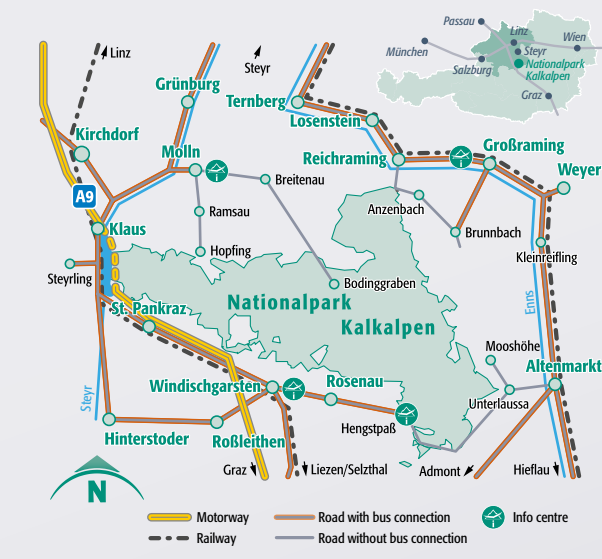 Passau
Linz
Wien
München
Steyr
Salzburg
Nationalpark
Kalkalpen
Graz
Linz
Steyr
Grünburg
Ternberg
Losenstein
Kirchdorf
Molln
Reichraming
Großraming
Weyer
Breitenau
A9
Ramsau
Anzenbach
Klaus
Brunnbach
Hopfing
Kleinreifling
Steyrling
Bodinggraben
St. Pankraz
Nationalpark
Kalkalpen
Enns
Mooshöhe
Altenmarkt
Windischgarsten
Rosenau
Steyr
Unterlaussa
Hengstpaß
Hinterstoder
Roßleithen
Graz
Liezen/Selzthal
Admont
Hieflau
N
Motorway
Road with bus connection
Info centre
Railway
Road without bus connection